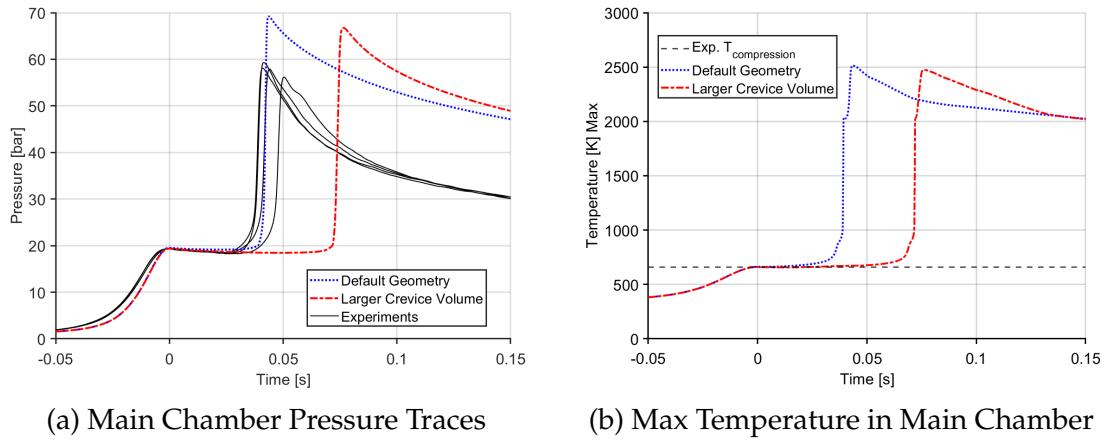 70
60
50
40
30
20
10
0
Pressure [bar]
-0.05
0
0.05
0.1
0.15
Time [s]
Default Geometry
Larger Crevice Volume
Experiments
(a) Main Chamber Pressure Traces
3000
2500
2000
1500
1000
500
0
Temperature [K] Max
-0.05
0
0.05
0.1
0.15
Time [s]
Exp. T_compression
Default Geometry
Larger Crevice Volume
(b) Max Temperature in Main Chamber